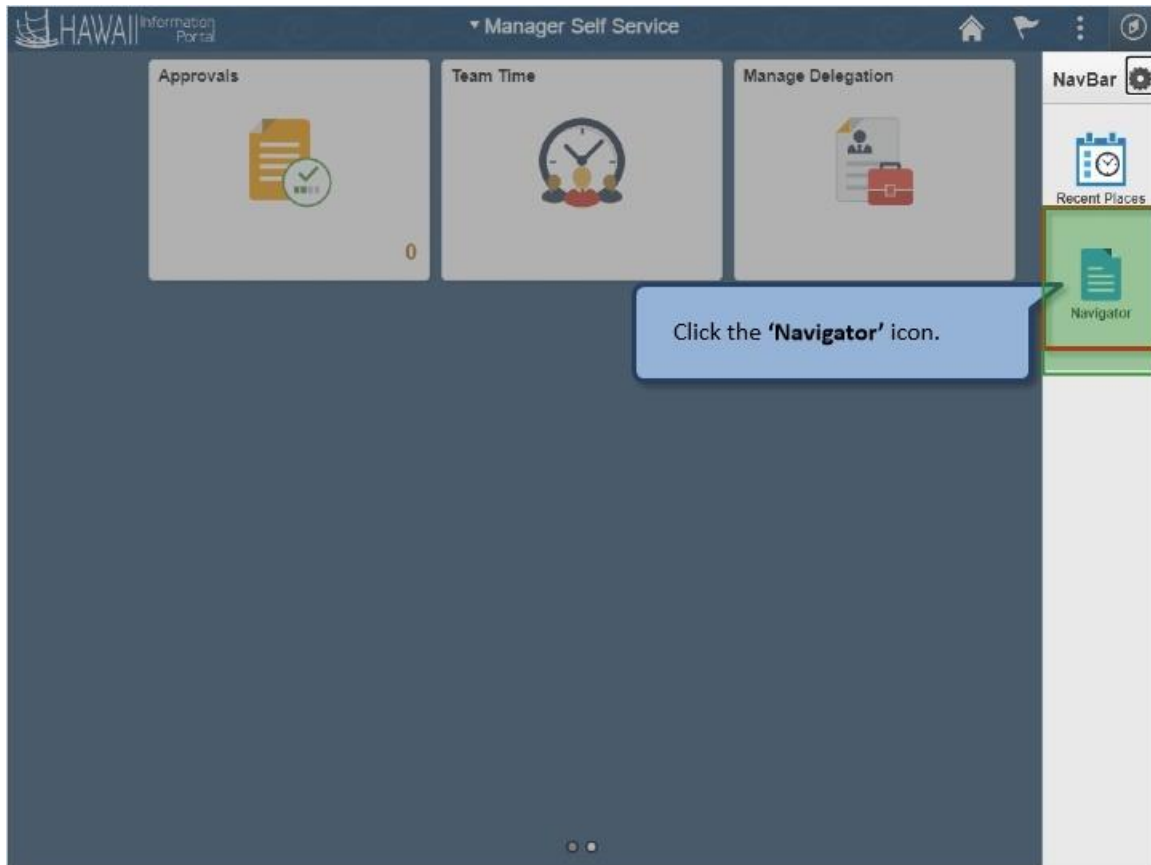 HAWAII Information
Portal
Manager Self Service
Approvals
0
Team Time
Manage Delegation
NavBar
Recent Places
Navigator
Click the ‘Navigator’ icon.